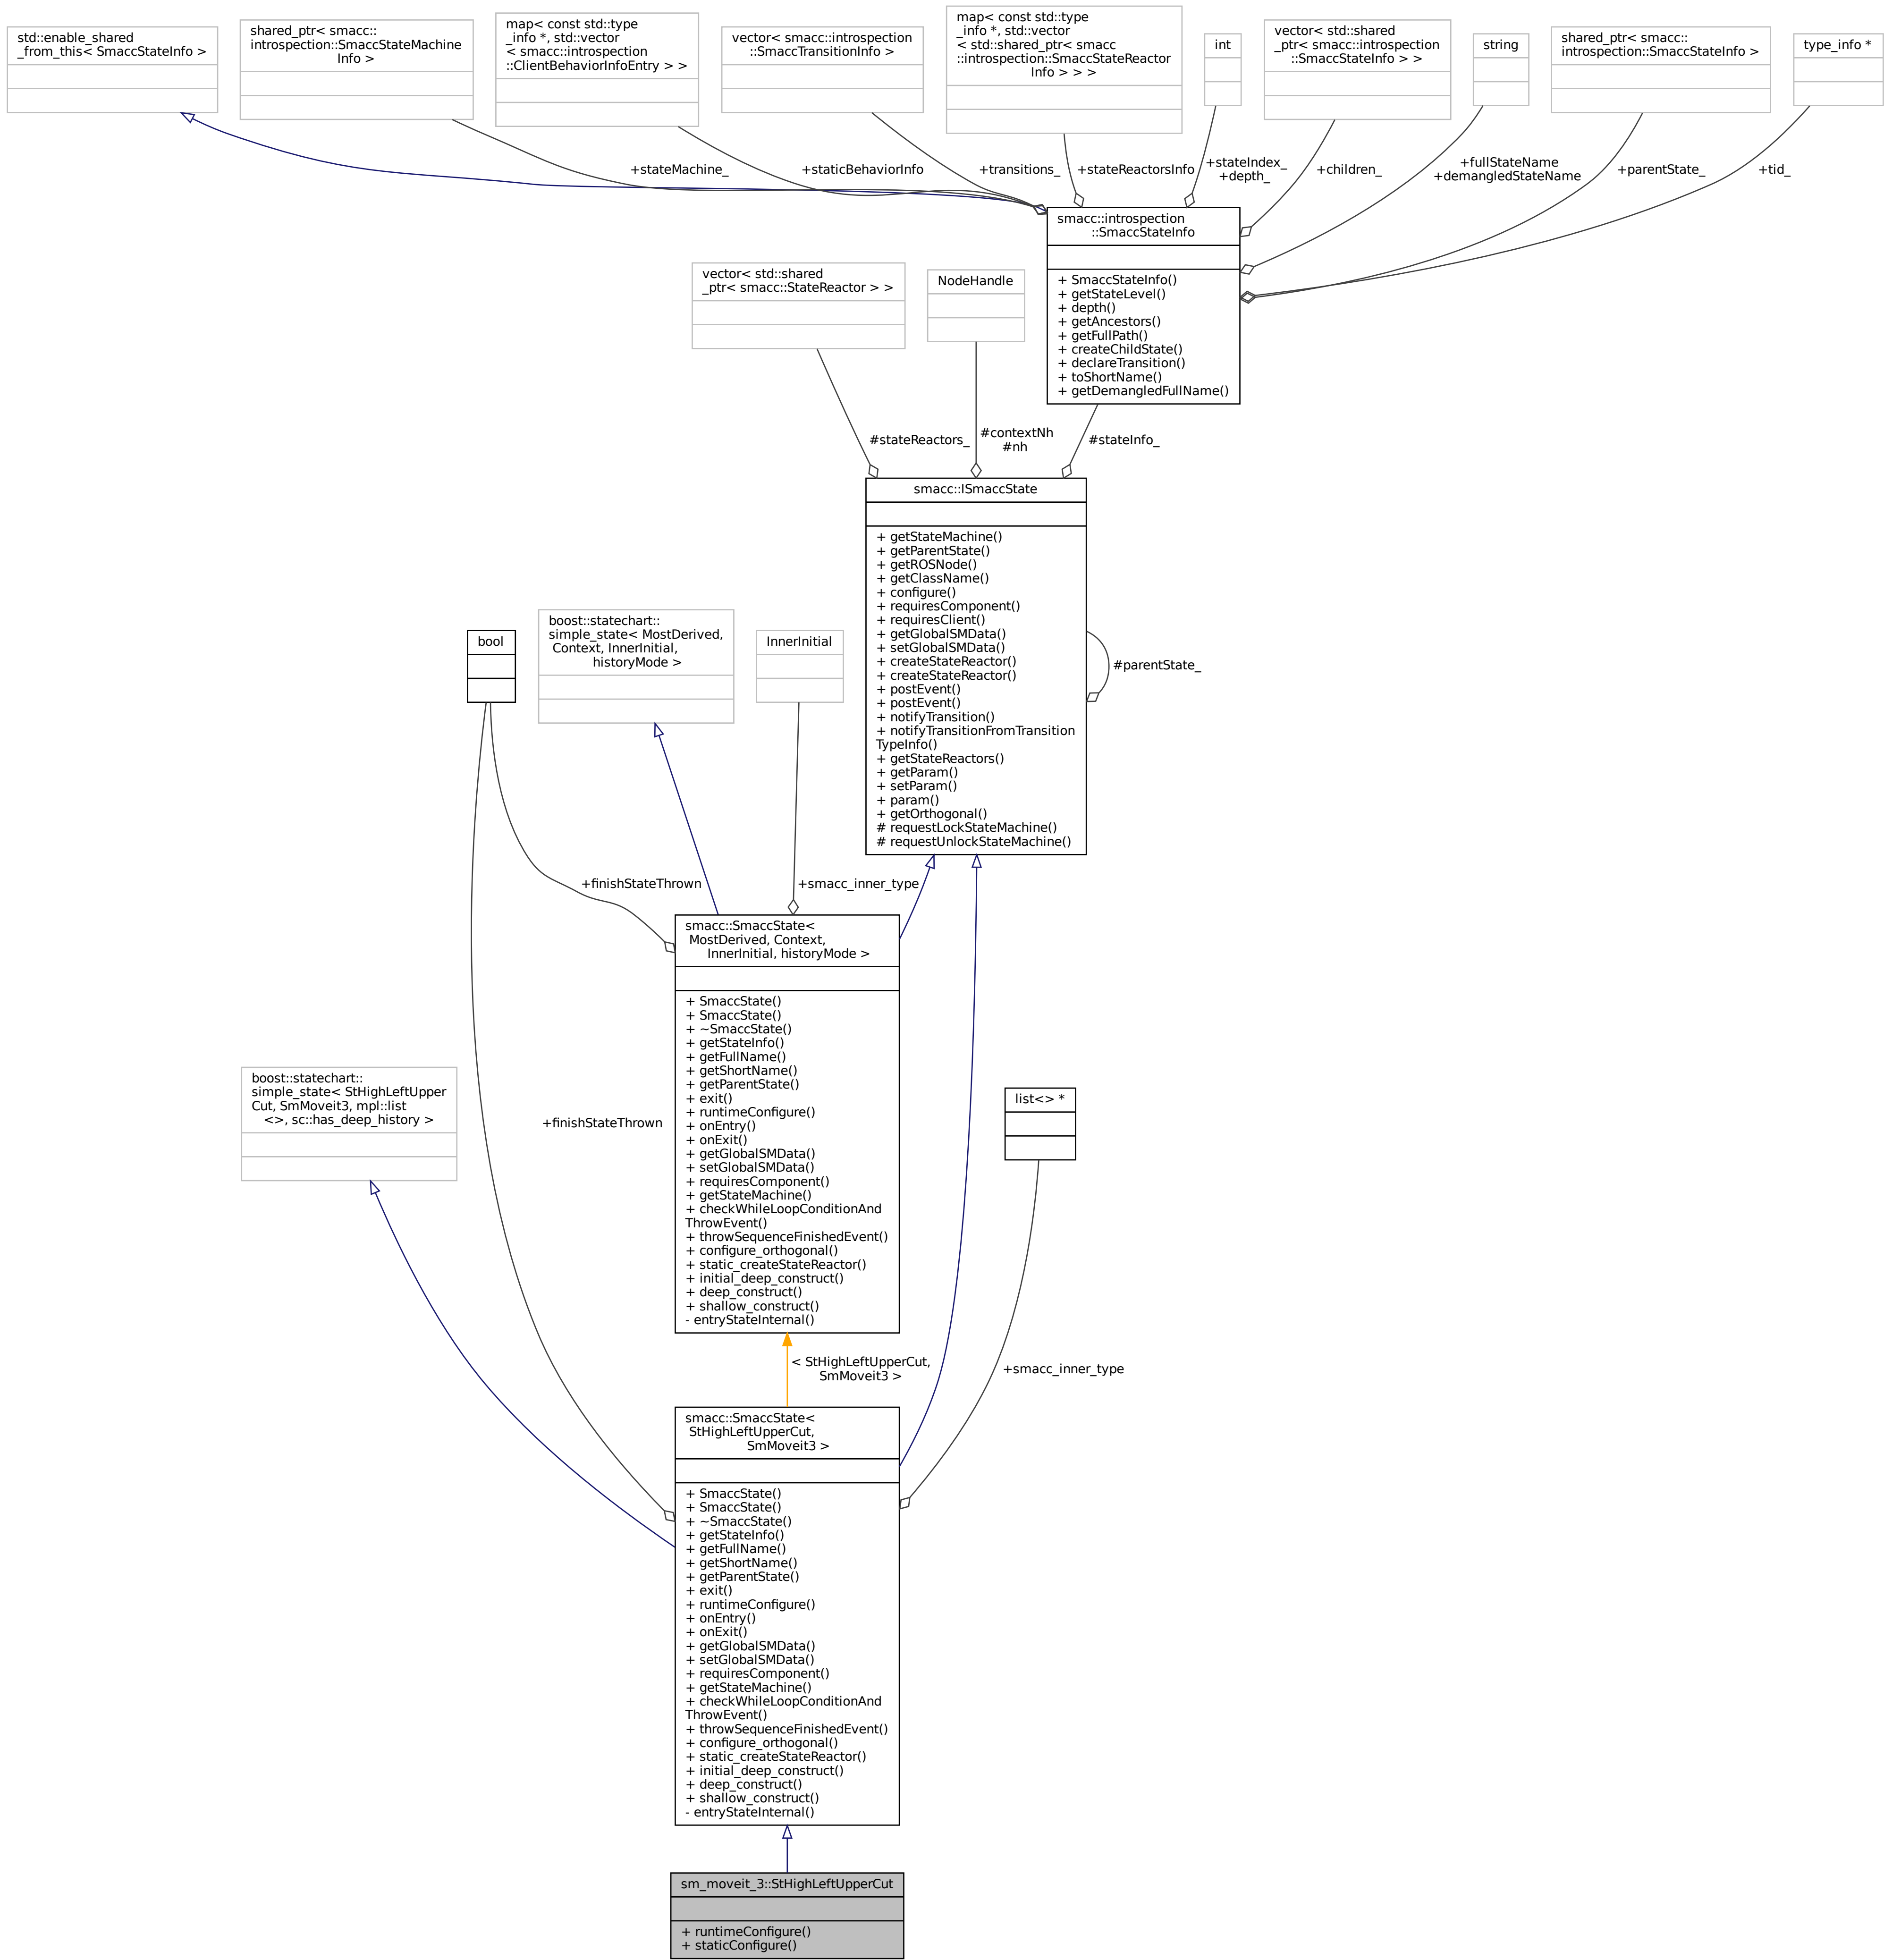 std::enable_shared
_from_this< SmaccStateInfo >
shared_ptr< smacc::
introspection::SmaccStateMachine
Info >
map< const std::type
_info *, std::vector
< smacc::introspection
::ClientBehaviorInfoEntry > >
vector< smacc::introspection
::SmaccTransitionInfo >
map< const std::type
_info *, std::vector
< std::shared_ptr< smacc
::introspection::SmaccStateReactor
Info > > >
int
vector< std::shared
_ptr< smacc::introspection
::SmaccStateInfo > >
string
shared_ptr< smacc::
introspection::SmaccStateInfo >
type_info *
+stateMachine_
+staticBehaviorInfo
+transitions_
+stateReactorsInfo
+stateIndex_
+depth_
+children_
+fullStateName
+demangledStateName
+parentState_
+tid_
smacc::introspection
::SmaccStateInfo
+ SmaccStateInfo()
+ getStateLevel()
+ depth()
+ getAncestors()
+ getFullPath()
+ createChildState()
+ declareTransition()
+ toShortName()
+ getDemangledFullName()
vector< std::shared
_ptr< smacc::StateReactor > >
NodeHandle
#stateReactors_
#contextNh
#nh
#stateInfo_
smacc::ISmaccState
+ getStateMachine()
+ getParentState()
+ getROSNode()
+ getClassName()
+ configure()
+ requiresComponent()
+ requiresClient()
+ getGlobalSMData()
+ setGlobalSMData()
+ createStateReactor()
+ createStateReactor()
+ postEvent()
+ postEvent()
+ notifyTransition()
+ notifyTransitionFromTransition
TypeInfo()
+ getStateReactors()
+ getParam()
+ setParam()
+ param()
+ getOrthogonal()
# requestLockStateMachine()
# requestUnlockStateMachine()
#parentState_
bool
boost::statechart::
simple_state< MostDerived,
Context, InnerInitial,
historyMode >
InnerInitial
+finishStateThrown
+smacc_inner_type
smacc::SmaccState<
MostDerived, Context,
InnerInitial, historyMode >
+ SmaccState()
+ SmaccState()
+ ~SmaccState()
+ getStateInfo()
+ getFullName()
+ getShortName()
+ getParentState()
+ exit()
+ runtimeConfigure()
+ onEntry()
+ onExit()
+ getGlobalSMData()
+ setGlobalSMData()
+ requiresComponent()
+ getStateMachine()
+ checkWhileLoopConditionAnd
ThrowEvent()
+ throwSequenceFinishedEvent()
+ configure_orthogonal()
+ static_createStateReactor()
+ initial_deep_construct()
+ deep_construct()
+ shallow_construct()
- entryStateInternal()
boost::statechart::
simple_state< StHighLeftUpper
Cut, SmMoveit3, mpl::list
<>, sc::has_deep_history >
+finishStateThrown
list<> *
< StHighLeftUpperCut,
SmMoveit3 >
+smacc_inner_type
smacc::SmaccState<
StHighLeftUpperCut,
SmMoveit3 >
+ SmaccState()
+ SmaccState()
+ ~SmaccState()
+ getStateInfo()
+ getFullName()
+ getShortName()
+ getParentState()
+ exit()
+ runtimeConfigure()
+ onEntry()
+ onExit()
+ getGlobalSMData()
+ setGlobalSMData()
+ requiresComponent()
+ getStateMachine()
+ checkWhileLoopConditionAnd
ThrowEvent()
+ throwSequenceFinishedEvent()
+ configure_orthogonal()
+ static_createStateReactor()
+ initial_deep_construct()
+ deep_construct()
+ shallow_construct()
- entryStateInternal()
sm_moveit_3::StHighLeftUpperCut
+ runtimeConfigure()
+ staticConfigure()